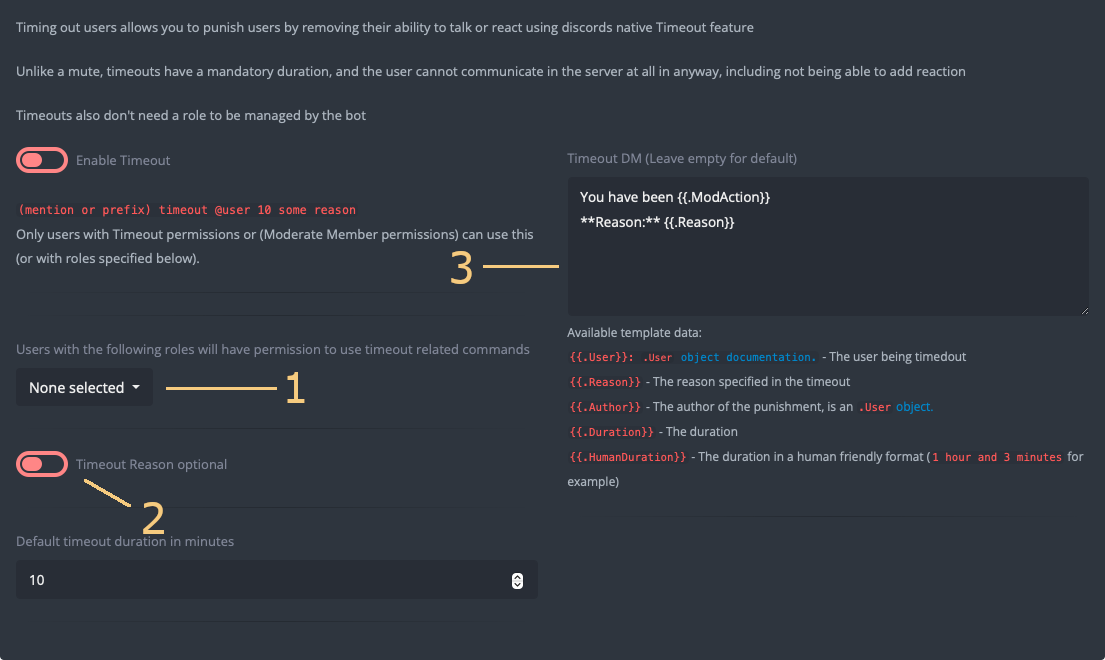 Timing out users allows you to punish users by removing their ability to talk or react using discords native Timeout feature
Unlike a mute, timeouts have a mandatory duration, and the user cannot communicate in the server at all in anyway, including not being able to add reaction
Timeouts also don't need a role to be managed by the bot
Enable Timeout
(mention or prefix) timeout @user 10 some reason
Only users with Timeout permissions or (Moderate Member permissions) can use this
(or with roles specified below).
Users with the following roles will have permission to use timeout related commands
None selected
1
Timeout Reason optional
2
Default timeout duration in minutes
10
Timeout DM (Leave empty for default)
You have been {{.ModAction}}
**Reason:** {{.Reason}}
3
Available template data:
{{.User}}: .User object documentation. - The user being timedout
{{.Reason}} - The reason specified in the timeout
{{.Author}} - The author of the punishment, is an .User object.
{{.Duration}} - The duration
{{.HumanDuration}} - The duration in a human friendly format (1 hour and 3 minutes for
example)